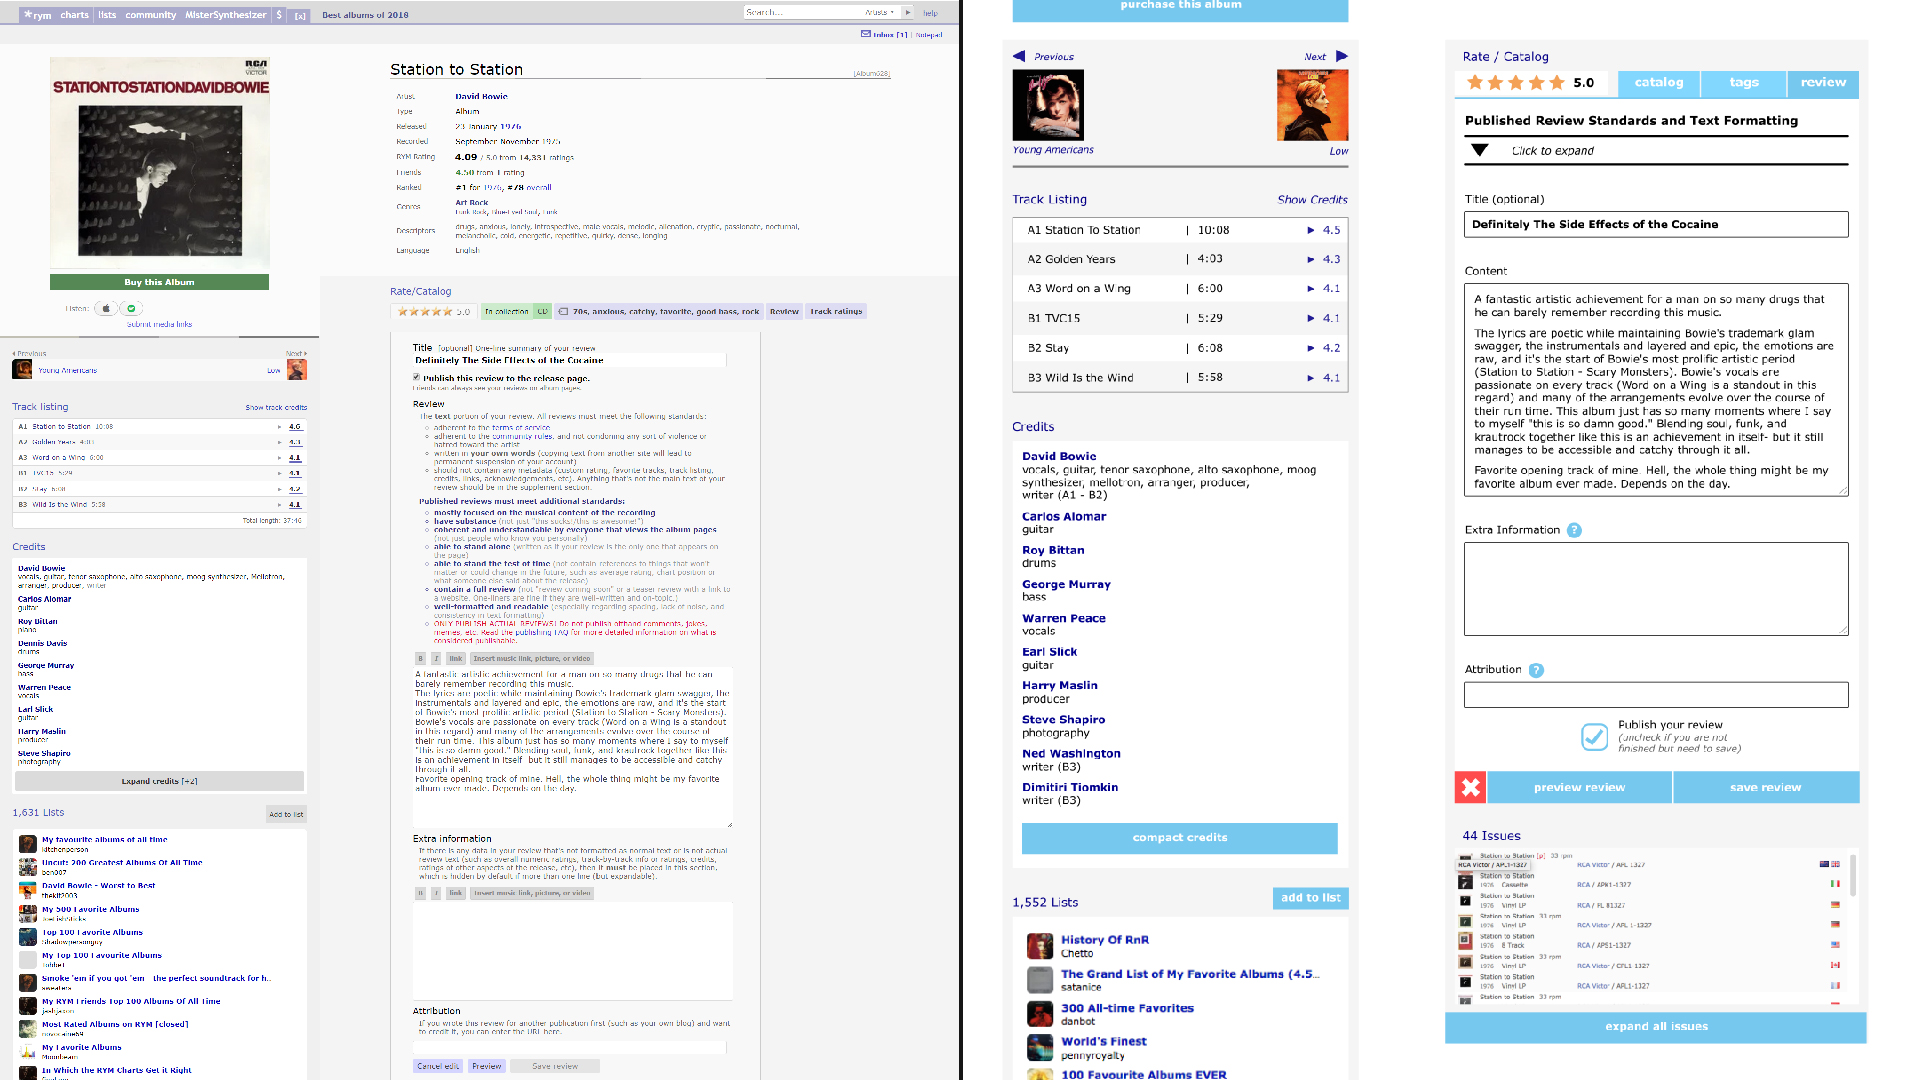 *rym charts lists community MisterSynthesizer $ [x] Best albums of 2018
Search... Artists help
Inbox [1] | Notepad
RCA VICTOR
STATIONTOSTATIONDAVIDBOWIE
Buy this Album
Listen:
Submit media links
Station to Station
[Album628]
Artist David Bowie
Type Album
Released 23 January 1976
Recorded September-November 1975
RYM Rating 4.09 / 5.0 from 14,331 ratings
Friends 4.50 from 1 rating
Ranked #1 for 1976, #78 overall
Genres Art Rock
Funk Rock, Blue-Eyed Soul, Funk
Descriptors drugs, anxious, lonely, introspective, male vocals, melodic, alienation, cryptic, passionate, nocturnal,
melancholic, cold, energetic, repetitive, quirky, dense, longing
Language English
Previous Next
Young Americans Low
Track listing Show track credits
A1 Station to Station 10:08 4.6
A2 Golden Years 4:03 4.3
A3 Word on a Wing 6:00 4.1
B1 TVC15 5:29 4.1
B2 Stay 6:08 4.2
B3 Wild Is the Wind 5:58 4.1
Total length: 37:46
Credits
David Bowie
vocals, guitar, tenor saxophone, alto saxophone, moog synthesizer, Mellotron,
arranger, producer, writer
Carlos Alomar
guitar
Roy Bittan
piano
Dennis Davis
drums
George Murray
bass
Warren Peace
vocals
Earl Slick
guitar
Harry Maslin
producer
Steve Shapiro
photography
Expand credits [+2]
1,631 Lists Add to list
My favourite albums of all time
kitchenperson
Uncut: 200 Greatest Albums Of All Time
ben007
David Bowie - Worst to Best
thekit2003
My 500 Favorite Albums
JoeFishSticks
Top 100 Favorite Albums
Shadowpersonguy
My Top 100 Favourite Albums
Tobbet
Smoke 'em if you got 'em - the perfect soundtrack for h..
sweaters
My RYM Friends Top 100 Albums Of All Time
jashjaxon
Most Rated Albums on RYM [closed]
novocaine69
My Favorite Albums
Moonbeam
In Which the RYM Charts Get it Right
Rate/Catalog
5.0 In collection CD 70s, anxious, catchy, favorite, good bass, rock Review Track ratings
Title [optional] One-line summary of your review
Definitely The Side Effects of the Cocaine
Publish this review to the release page.
Friends can always see your reviews on album pages.
Review
The text portion of your review. All reviews must meet the following standards:
adherent to the terms of service
adherent to the community rules, and not condoning any sort of violence or
hatred toward the artist
written in your own words (copying text from another site will lead to
permanent suspension of your account)
should not contain any metadata (custom rating, favorite tracks, track listing,
credits, links, acknowledgements, etc). Anything that's not the main text of your
review should be in the supplement section.
Published reviews must meet additional standards:
mostly focused on the musical content of the recording
have substance (not just "this sucks!/this is awesome!")
coherent and understandable by everyone that views the album pages
(not just people who know you personally)
able to stand alone (written as if your review is the only one that appears on
the page)
able to stand the test of time (not contain references to things that won't
matter or could change in the future, such as average rating, chart position or
what someone else said about the release)
contain a full review (not "review coming soon" or a teaser review with a link to
a website. One-liners are fine if they are well-written and on-topic.)
well-formatted and readable (especially regarding spacing, lack of noise, and
consistency in text formatting)
ONLY PUBLISH ACTUAL REVIEWS! Do not publish offhand comments, jokes,
memes, etc. Read the publishing FAQ for more detailed information on what is
considered publishable.
B I link Insert music link, picture, or video
A fantastic artistic achievement for a man on so many drugs that he can
barely remember recording this music.
The lyrics are poetic while maintaining Bowie's trademark glam swagger, the
instrumentals and layered and epic, the emotions are raw, and it's the start
of Bowie's most prolific artistic period (Station to Station - Scary Monsters).
Bowie's vocals are passionate on every track (Word on a Wing is a standout
in this regard) and many of the arrangements evolve over the course of
their run time. This album just has so many moments where I say to myself
"this is so damn good." Blending soul, funk, and krautrock together like this
is an achievement in itself- but it still manages to be accessible and catchy
through it all.
Favorite opening track of mine. Hell, the whole thing might be my favorite
album ever made. Depends on the day.
Extra information
If there is any data in your review that's not formatted as normal text or is not actual
review text (such as overall numeric ratings, track-by-track info or ratings, credits,
ratings of other aspects of the release, etc), then it must be placed in this section,
which is hidden by default if more than one line (but expandable).
B I link Insert music link, picture, or video
Attribution
If you wrote this review for another publication first (such as your own blog) and want
to credit it, you can enter the URL here.
Cancel edit Preview Save review
purchase this album
Previous Next
Young Americans Low
Track Listing Show Credits
A1 Station To Station | 10:08 4.5
A2 Golden Years | 4:03 4.3
A3 Word on a Wing | 6:00 4.1
B1 TVC15 | 5:29 4.1
B2 Stay | 6:08 4.2
B3 Wild Is the Wind | 5:58 4.1
Credits
David Bowie
vocals, guitar, tenor saxophone, alto saxophone, moog
synthesizer, mellotron, arranger, producer,
writer (A1 - B2)
Carlos Alomar
guitar
Roy Bittan
drums
George Murray
bass
Warren Peace
vocals
Earl Slick
guitar
Harry Maslin
producer
Steve Shapiro
photography
Ned Washington
writer (B3)
Dimitiri Tiomkin
writer (B3)
compact credits
1,552 Lists add to list
History Of RnR
Chetto
The Grand List of My Favorite Albums (4.5...
satanice
300 All-time Favorites
danbot
World's Finest
pennyroyalty
100 Favourite Albums EVER
Rate / Catalog
5.0 catalog tags review
Published Review Standards and Text Formatting
Click to expand
Title (optional)
Definitely The Side Effects of the Cocaine
Content
A fantastic artistic achievement for a man on so many drugs that
he can barely remember recording this music.
The lyrics are poetic while maintaining Bowie's trademark glam
swagger, the instrumentals and layered and epic, the emotions are
raw, and it's the start of Bowie's most prolific artistic period
(Station to Station - Scary Monsters). Bowie's vocals are
passionate on every track (Word on a Wing is a standout in this
regard) and many of the arrangements evolve over the course of
their run time. This album just has so many moments where I say
to myself "this is so damn good." Blending soul, funk, and
krautrock together like this is an achievement in itself- but it still
manages to be accessible and catchy through it all.
Favorite opening track of mine. Hell, the whole thing might be my
favorite album ever made. Depends on the day.
Extra Information ?
Attribution ?
Publish your review
(uncheck if you are not
finished but need to save)
preview review save review
44 Issues
Station to Station [p] 33 rpm
RCA Victor / APL1-1327 RCA Victor / APL 1327
Station to Station
1976 Cassette RCA / APK1-1327
Station to Station
1976 Vinyl LP RCA / PL 81327
Station to Station 33 rpm
1976 Vinyl LP RCA Victor / APL 1-1327
Station to Station
1976 8 Track RCA / APS1-1327
Station to Station 33 rpm
1976 Vinyl LP RCA Victor / CPL1-1327
Station to Station
1976 Vinyl LP RCA Victor / APL1-1327
Station to Station 33 rpm
expand all issues